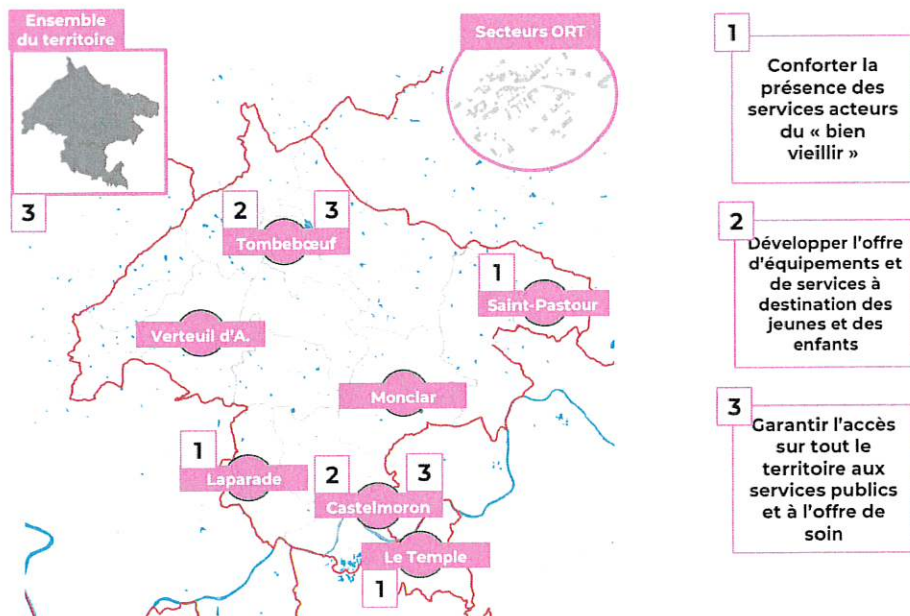 Ensemble
du territoire
3
Secteurs ORT
2
3
Tombebœuf
1
Saint-Pastour
Verteuil d'A.
Monclar
1
Laparade
2
3
Castelmoron
Le Temple
1
1
Conforter la
présence des
services acteurs
du « bien
vieillir »
2
Développer l'offre
d'équipements et
de services à
destination des
jeunes et des
enfants
3
Garantir l'accès
sur tout le
territoire aux
services publics
et à l'offre de
soin